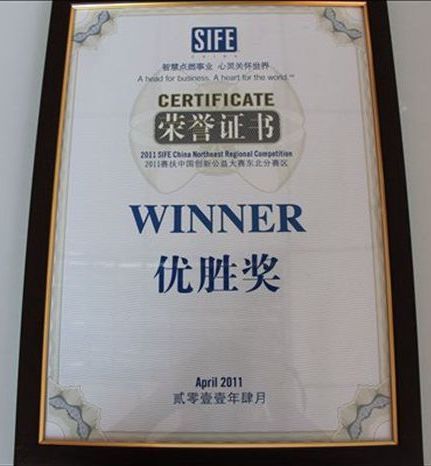 SIFE
CHINA
智慧点燃事业 心灵关怀世界
A head for business. A heart for the world.™
CERTIFICATE
荣誉证书
2011 SIFE China Northeast Regional Competition
2011赛扶中国创新公益大赛东北分赛区
WINNER
优胜奖
April 2011
贰零壹壹年肆月